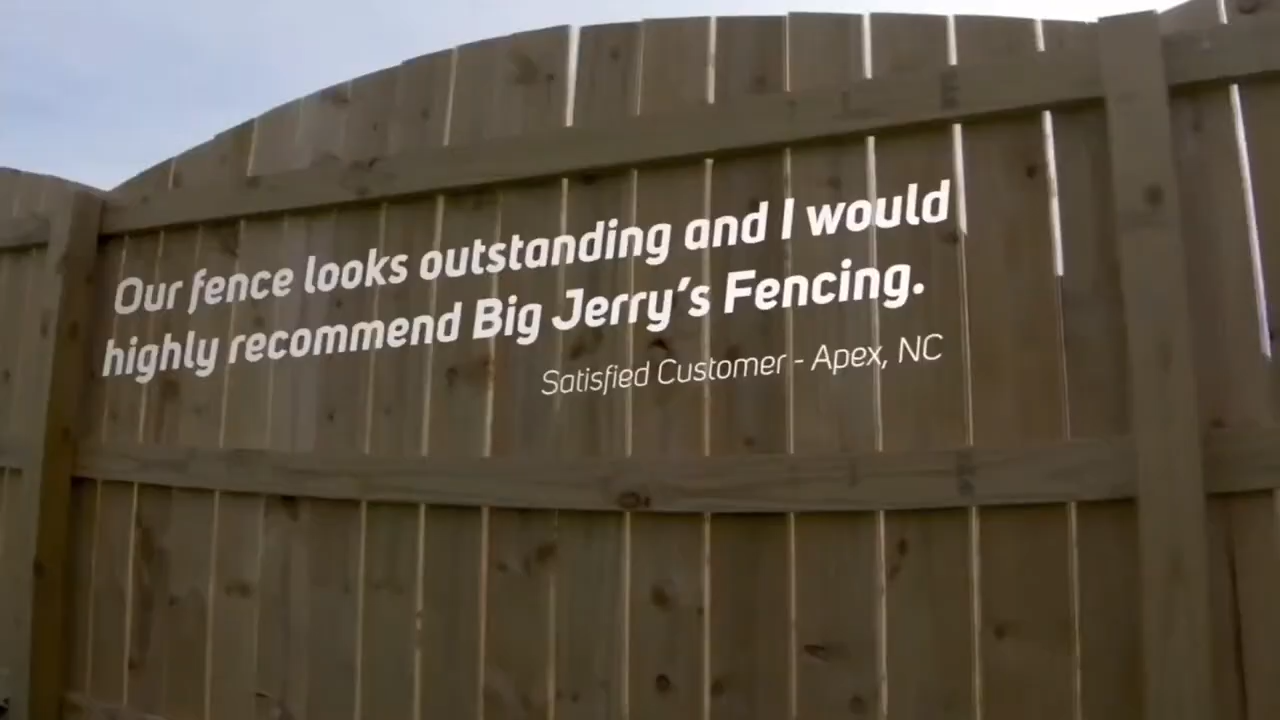 Our fence looks outstanding and I would
highly recommend Big Jerry's Fencing.
Satisfied Customer - Apex, NC